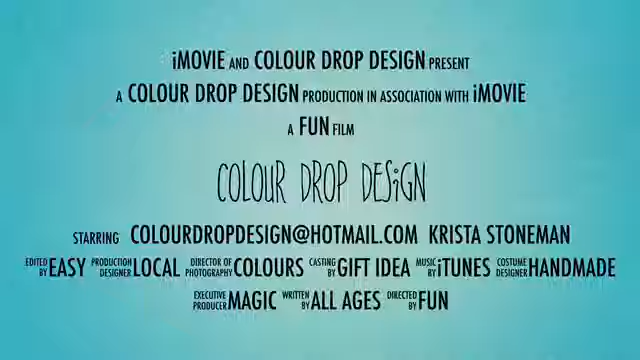 iMOVIE AND COLOUR DROP DESIGN PRESENT
A COLOUR DROP DESIGN PRODUCTION IN ASSOCIATION WITH iMOVIE
A FUN FILM
COLOUR DROP DESiGN
STARRING COLOURDROPDESIGN@HOTMAIL.COM KRISTA STONEMAN
EDITED BY EASY PRODUCTION DESIGNER LOCAL DIRECTOR OF PHOTOGRAPHY COLOURS CASTING BY GIFT IDEA MUSIC BY iTUNES COSTUME DESIGNER HANDMADE
EXECUTIVE PRODUCER MAGIC WRITTEN BY ALL AGES DIRECTED BY FUN